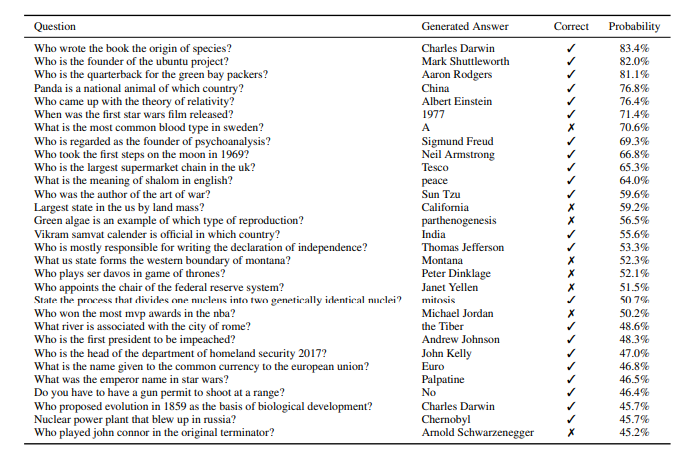 Question Generated Answer Correct Probability
Who wrote the book the origin of species? Charles Darwin ✓ 83.4%
Who is the founder of the ubuntu project? Mark Shuttleworth ✓ 82.0%
Who is the quarterback for the green bay packers? Aaron Rodgers ✓ 81.1%
Panda is a national animal of which country? China ✓ 76.8%
Who came up with the theory of relativity? Albert Einstein ✓ 76.4%
When was the first star wars film released? 1977 ✓ 71.4%
What is the most common blood type in sweden? A ✗ 70.6%
Who is regarded as the founder of psychoanalysis? Sigmund Freud ✓ 69.3%
Who took the first steps on the moon in 1969? Neil Armstrong ✓ 66.8%
Who is the largest supermarket chain in the uk? Tesco ✓ 65.3%
What is the meaning of shalom in english? peace ✓ 64.0%
Who was the author of the art of war? Sun Tzu ✓ 59.6%
Largest state in the us by land mass? California ✗ 59.2%
Green algae is an example of which type of reproduction? parthenogenesis ✗ 56.5%
Vikram samvat calender is official in which country? India ✓ 55.6%
Who is mostly responsible for writing the declaration of independence? Thomas Jefferson ✓ 53.3%
What us state forms the western boundary of montana? Montana ✗ 52.3%
Who plays ser davos in game of thrones? Peter Dinklage ✗ 52.1%
Who appoints the chair of the federal reserve system? Janet Yellen ✗ 51.5%
State the process that divides one nucleus into two genetically identical nuclei? mitosis ✓ 50.7%
Who won the most mvp awards in the nba? Michael Jordan ✗ 50.2%
What river is associated with the city of rome? the Tiber ✓ 48.6%
Who is the first president to be impeached? Andrew Johnson ✓ 48.3%
Who is the head of the department of homeland security 2017? John Kelly ✓ 47.0%
What is the name given to the common currency to the european union? Euro ✓ 46.8%
What was the emperor name in star wars? Palpatine ✓ 46.5%
Do you have to have a gun permit to shoot at a range? No ✓ 46.4%
Who proposed evolution in 1859 as the basis of biological development? Charles Darwin ✓ 45.7%
Nuclear power plant that blew up in russia? Chernobyl ✓ 45.7%
Who played john connor in the original terminator? Arnold Schwarzenegger ✗ 45.2%